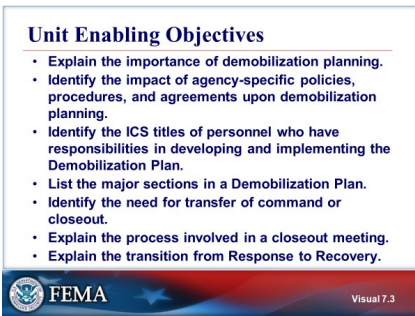 Unit Enabling Objectives
• Explain the importance of demobilization planning.
• Identify the impact of agency-specific policies,
procedures, and agreements upon demobilization
planning.
• Identify the ICS titles of personnel who have
responsibilities in developing and implementing the
Demobilization Plan.
• List the major sections in a Demobilization Plan.
• Identify the need for transfer of command or
closeout.
• Explain the process involved in a closeout meeting.
• Explain the transition from Response to Recovery.
FEMA
Visual 7.3